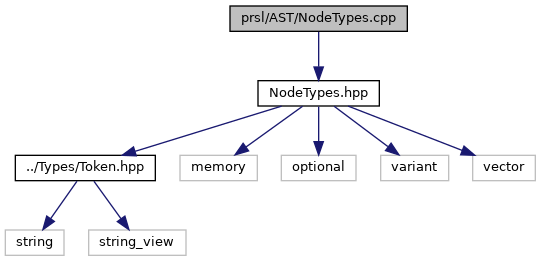 prsl/AST/NodeTypes.cpp
NodeTypes.hpp
../Types/Token.hpp
memory
optional
variant
vector
string
string_view